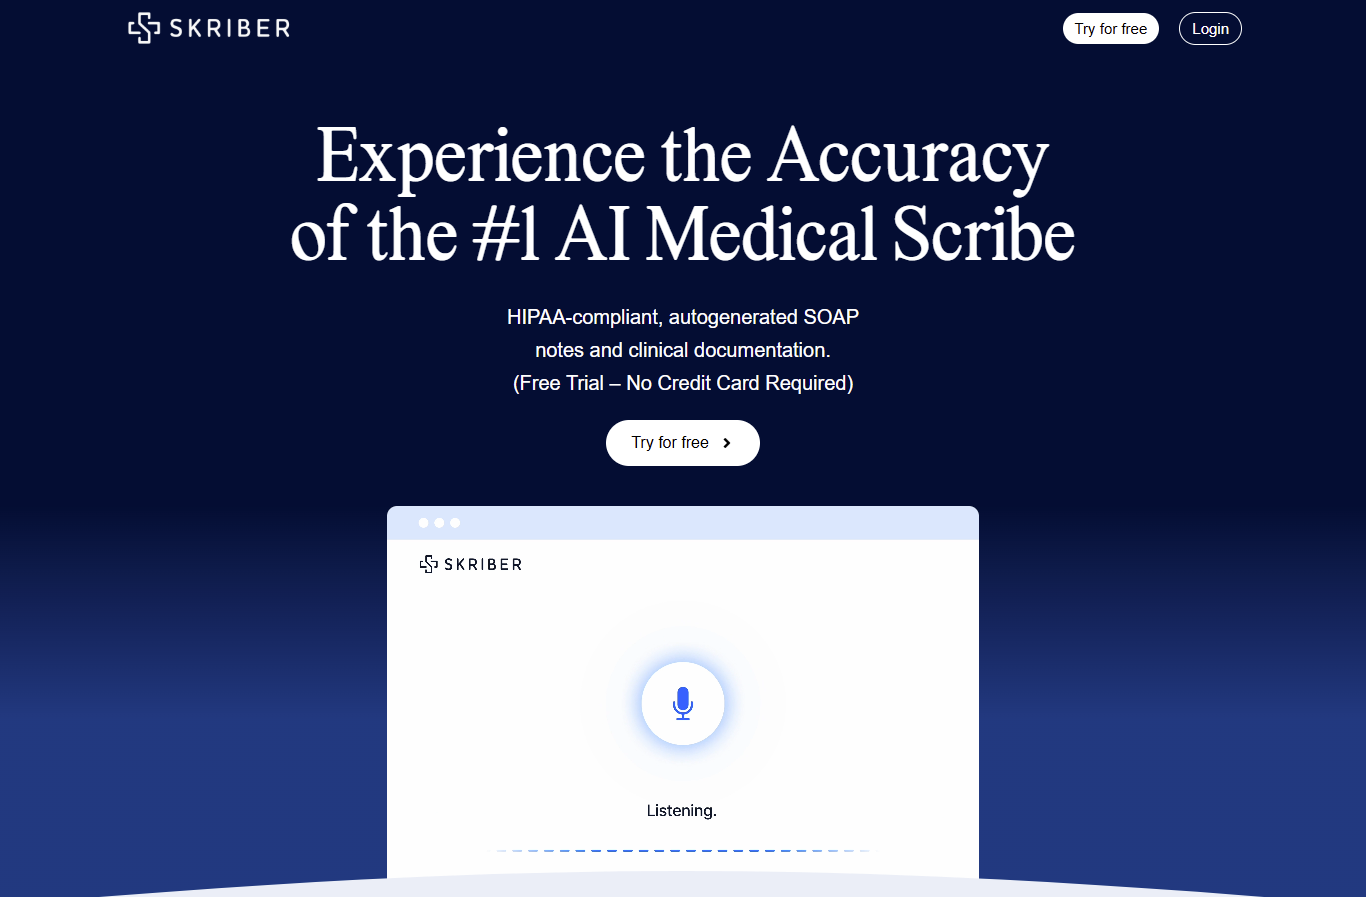 SKRIBER
Try for free
Login
Experience the Accuracy
of the #1 AI Medical Scribe
HIPAA-compliant, autogenerated SOAP
notes and clinical documentation.
(Free Trial – No Credit Card Required)
Try for free
SKRIBER
Listening.